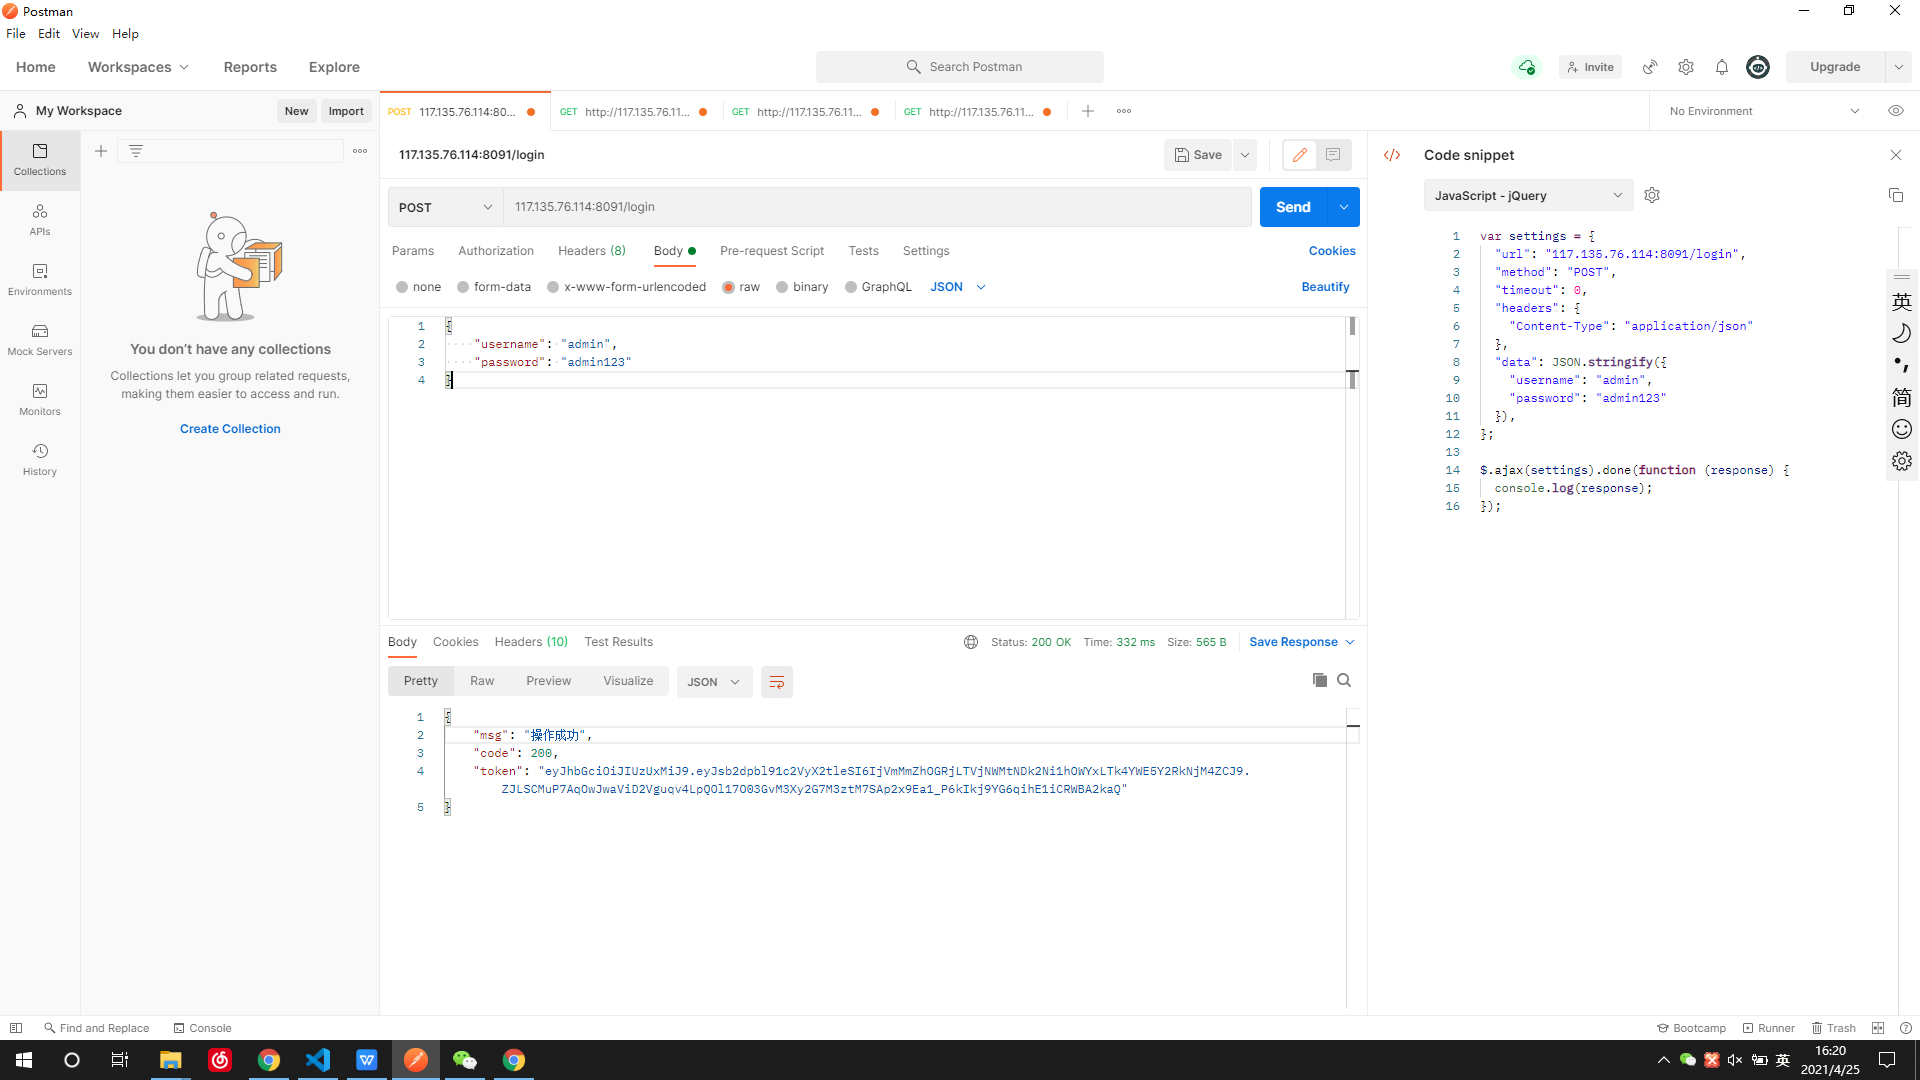 Postman
File Edit View Help
Home Workspaces Reports Explore
Search Postman
Invite
Upgrade
My Workspace
New Import
POST 117.135.76.114:80...
GET http://117.135.76.11...
GET http://117.135.76.11...
GET http://117.135.76.11...
No Environment
Collections
APIs
Environments
Mock Servers
Monitors
History
You don't have any collections
Collections let you group related requests,
making them easier to access and run.
Create Collection
117.135.76.114:8091/login
Save
POST 117.135.76.114:8091/login
Send
Params Authorization Headers (8) Body Pre-request Script Tests Settings
Cookies
none form-data x-www-form-urlencoded raw binary GraphQL JSON
Beautify
1 {
2 "username": "admin",
3 "password": "admin123"
4 }
Body Cookies Headers (10) Test Results
Status: 200 OK Time: 332 ms Size: 565 B
Save Response
Pretty Raw Preview Visualize JSON
1 {
2 "msg": "操作成功",
3 "code": 200,
4 "token": "eyJhbGciOiJIUzUxMiJ9.eyJsb2dpbl91c2VyX2tleSI6IjVmMmZhOGRjLTVjNWMtNDk2Ni1hOWYxLTk4YWE5Y2RkNjM4ZCJ9.
ZJLSCMuP7AqOwJwaViD2Vguqv4LpQOl17O03GvM3Xy2G7M3ztM7SAp2x9Ea1_P6kIkj9YG6qihE1iCRWBA2kaQ"
5 }
Code snippet
JavaScript - jQuery
1 var settings = {
2 "url": "117.135.76.114:8091/login",
3 "method": "POST",
4 "timeout": 0,
5 "headers": {
6 "Content-Type": "application/json"
7 },
8 "data": JSON.stringify({
9 "username": "admin",
10 "password": "admin123"
11 }),
12 };
13
14 $.ajax(settings).done(function (response) {
15 console.log(response);
16 });
英
简
Find and Replace Console
Bootcamp Runner Trash
英
16:20
2021/4/25